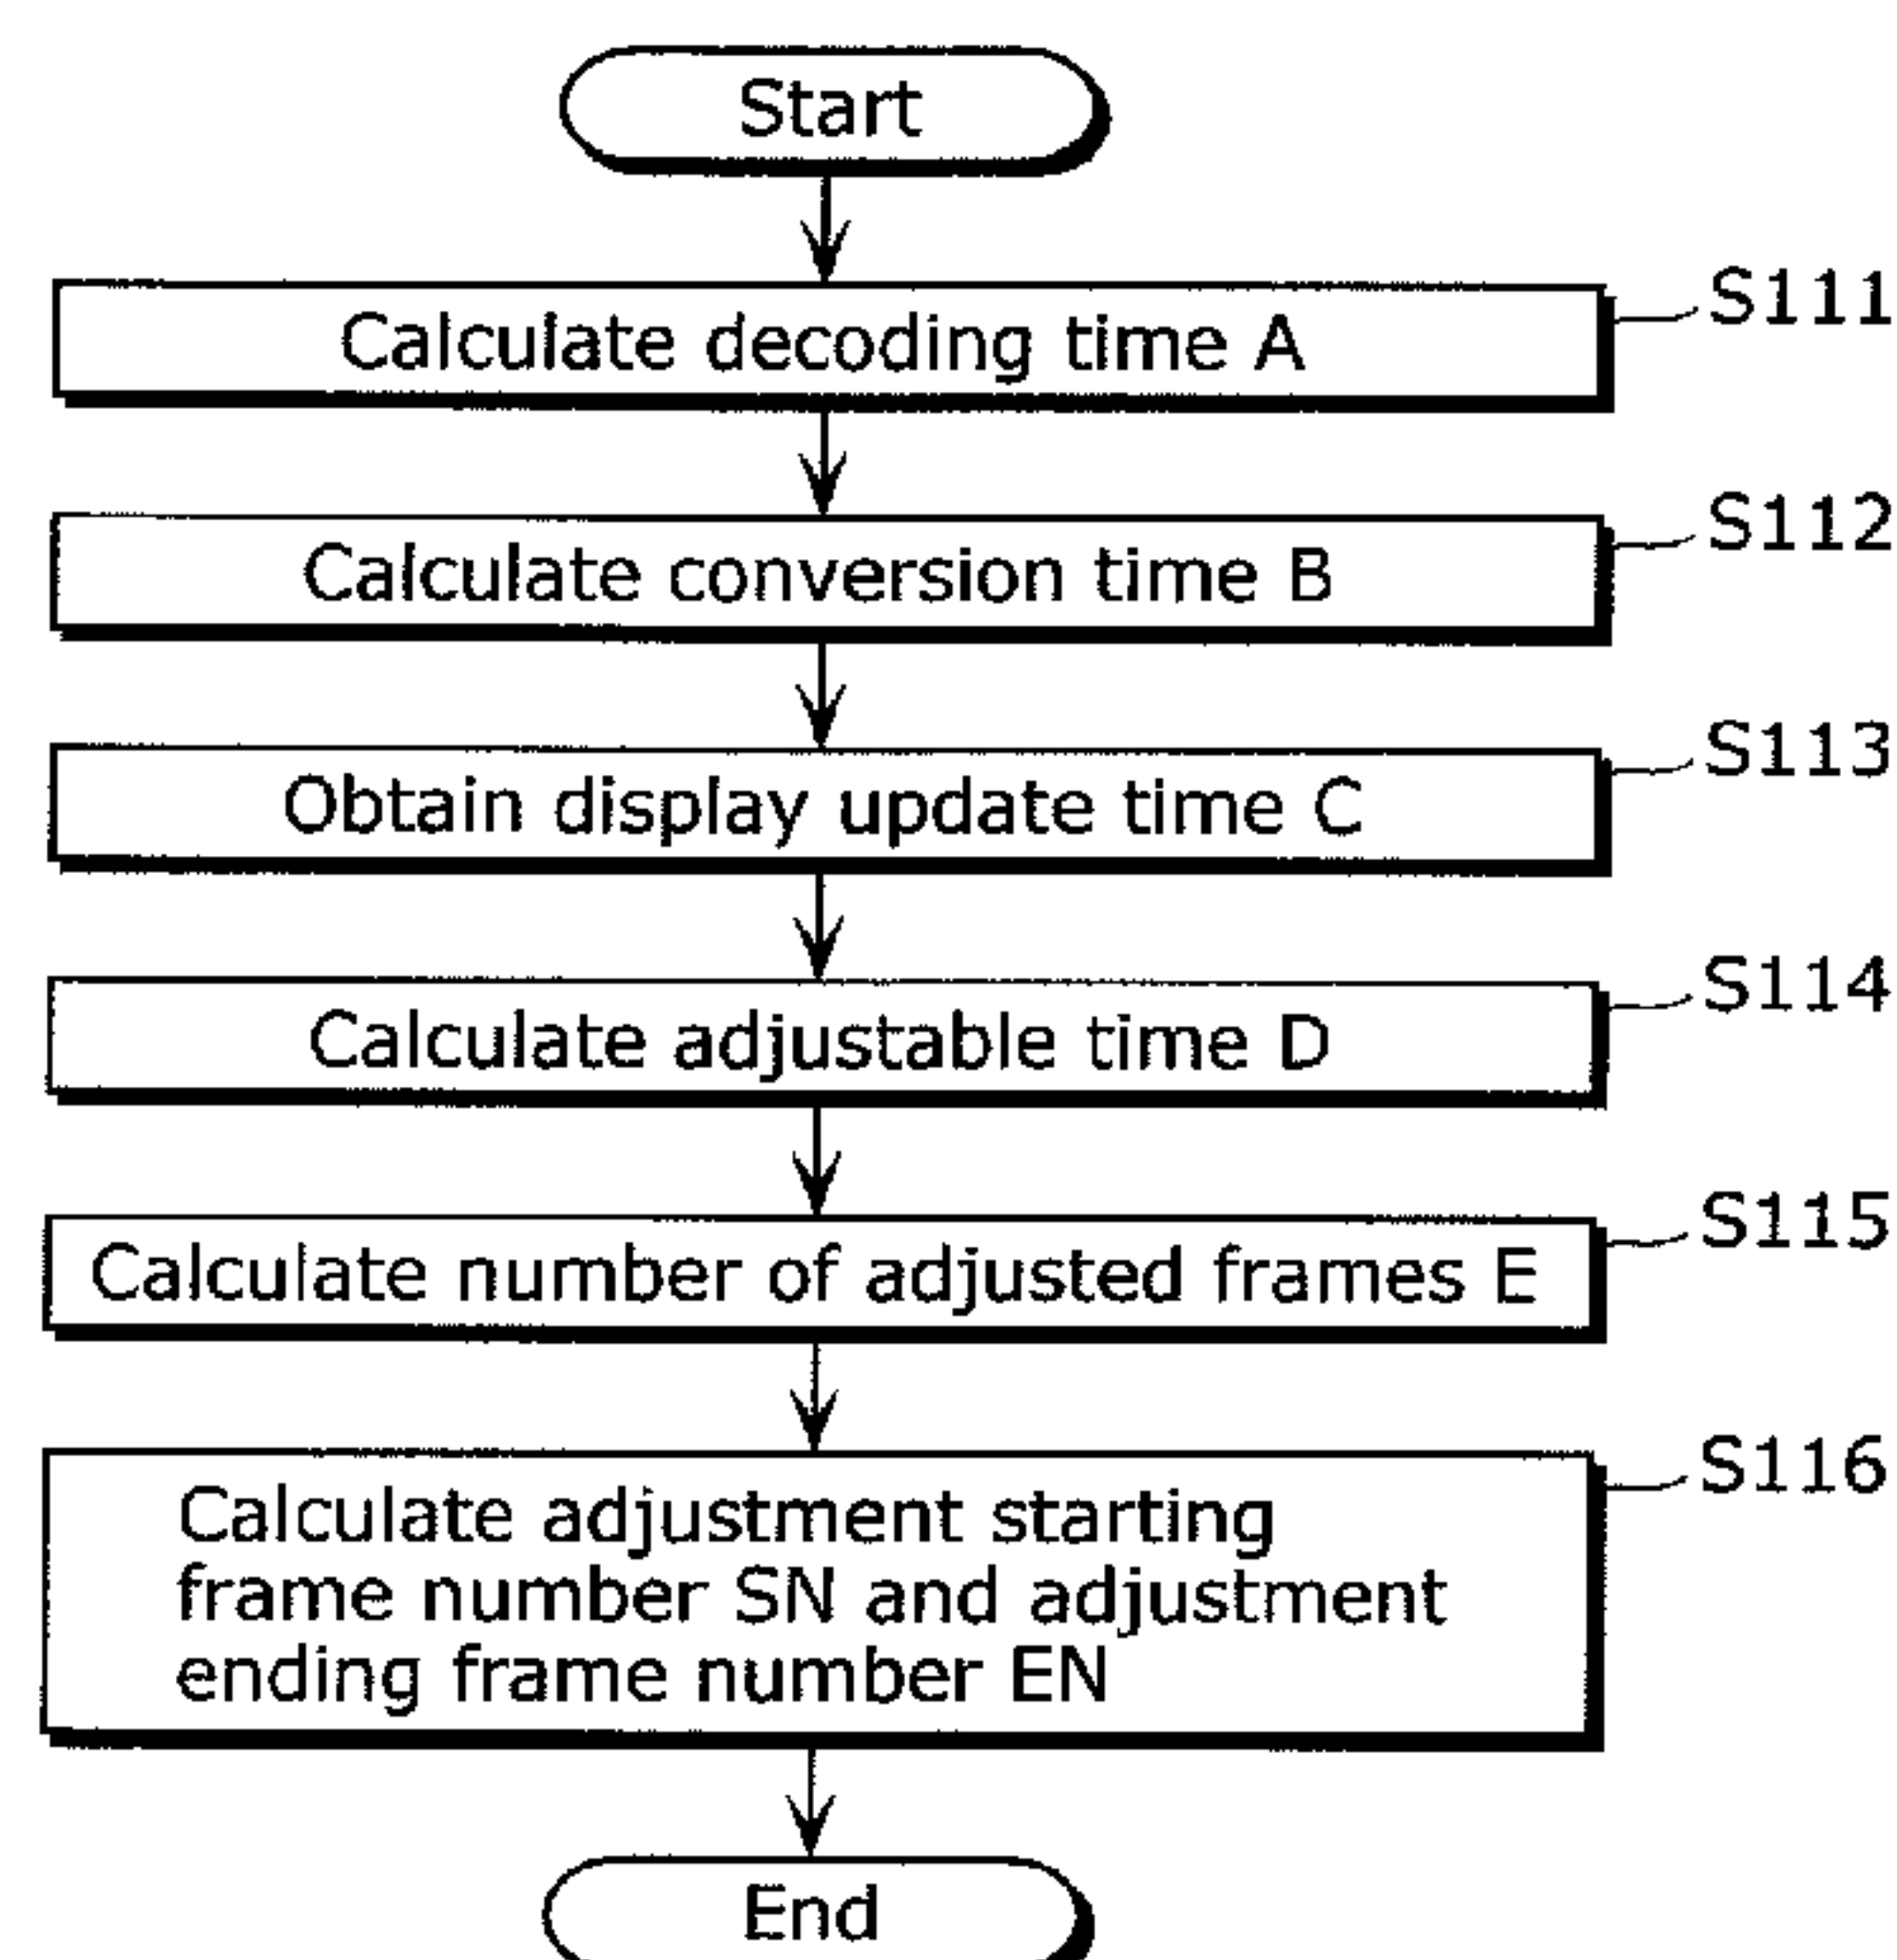 Start
Calculate decoding time A
S111
Calculate conversion time B
S112
Obtain display update time C
S113
Calculate adjustable time D
S114
Calculate number of adjusted frames E
S115
Calculate adjustment starting
frame number SN and adjustment
ending frame number EN
S116
End